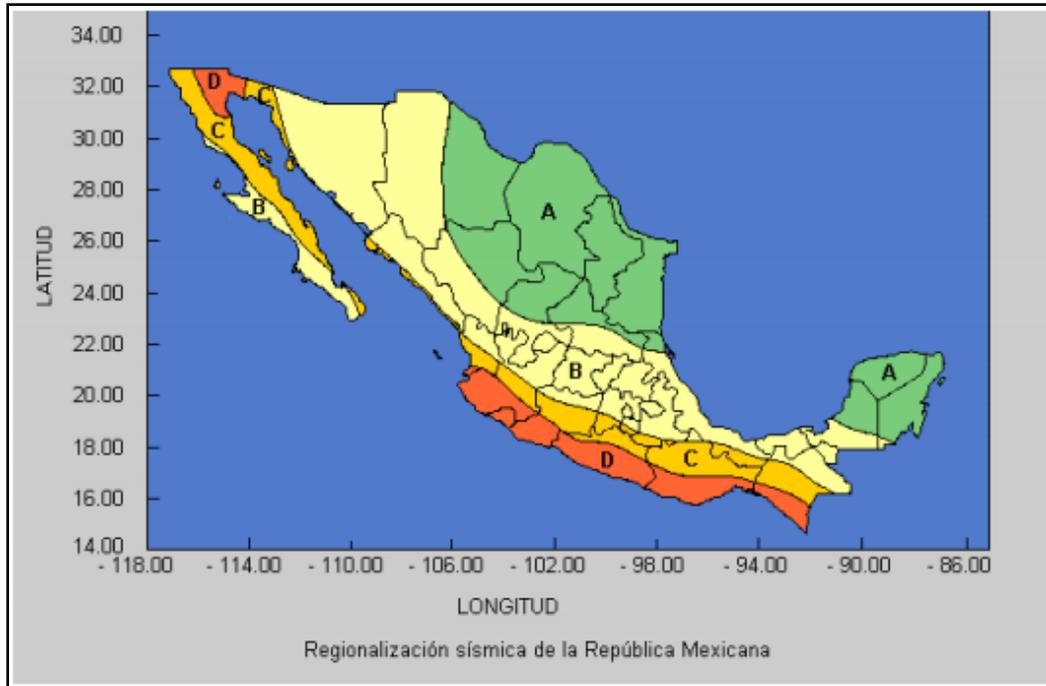 34.00
32.00
30.00
28.00
26.00
24.00
22.00
20.00
18.00
16.00
14.00
LATITUD
D
C
C
B
A
A
B
C
D
- 118.00 - 114.00 - 110.00 - 106.00 - 102.00 - 98.00 - 94.00 - 90.00 - 86.00
LONGITUD
Regionalización sísmica de la República Mexicana